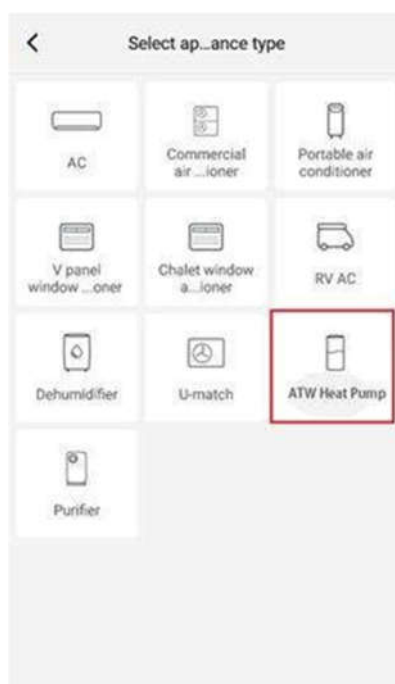 Select ap...ance type
AC
Commercial
air ...ioner
Portable air
conditioner
V panel
window ...oner
Chalet window
a...ioner
RV AC
Dehumidifier
U-match
ATW Heat Pump
Purifier